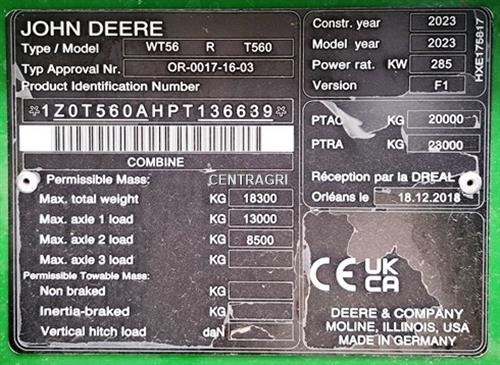 JOHN DEERE
Type / Model WT56 R T560
Typ Approval Nr. OR-0017-16-03
Product Identification Number
*1Z0T560AHPT136639*
COMBINE
Permissible Mass: CENTRAGRI
Max. total weight KG 18300
Max. axle 1 load KG 13000
Max. axle 2 load KG 8500
Max. axle 3 load KG
Permissible Towable Mass:
Non braked KG
Inertia-braked KG
Vertical hitch load daN
Constr. year 2023
Model year 2023
Power rat. KW 285
Version F1
HXE175817
PTAC KG 20000
PTRA KG 23000
Réception par la DREAL
Orléans le 18.12.2018
CE UK
CA
DEERE & COMPANY
MOLINE, ILLINOIS, USA
MADE IN GERMANY